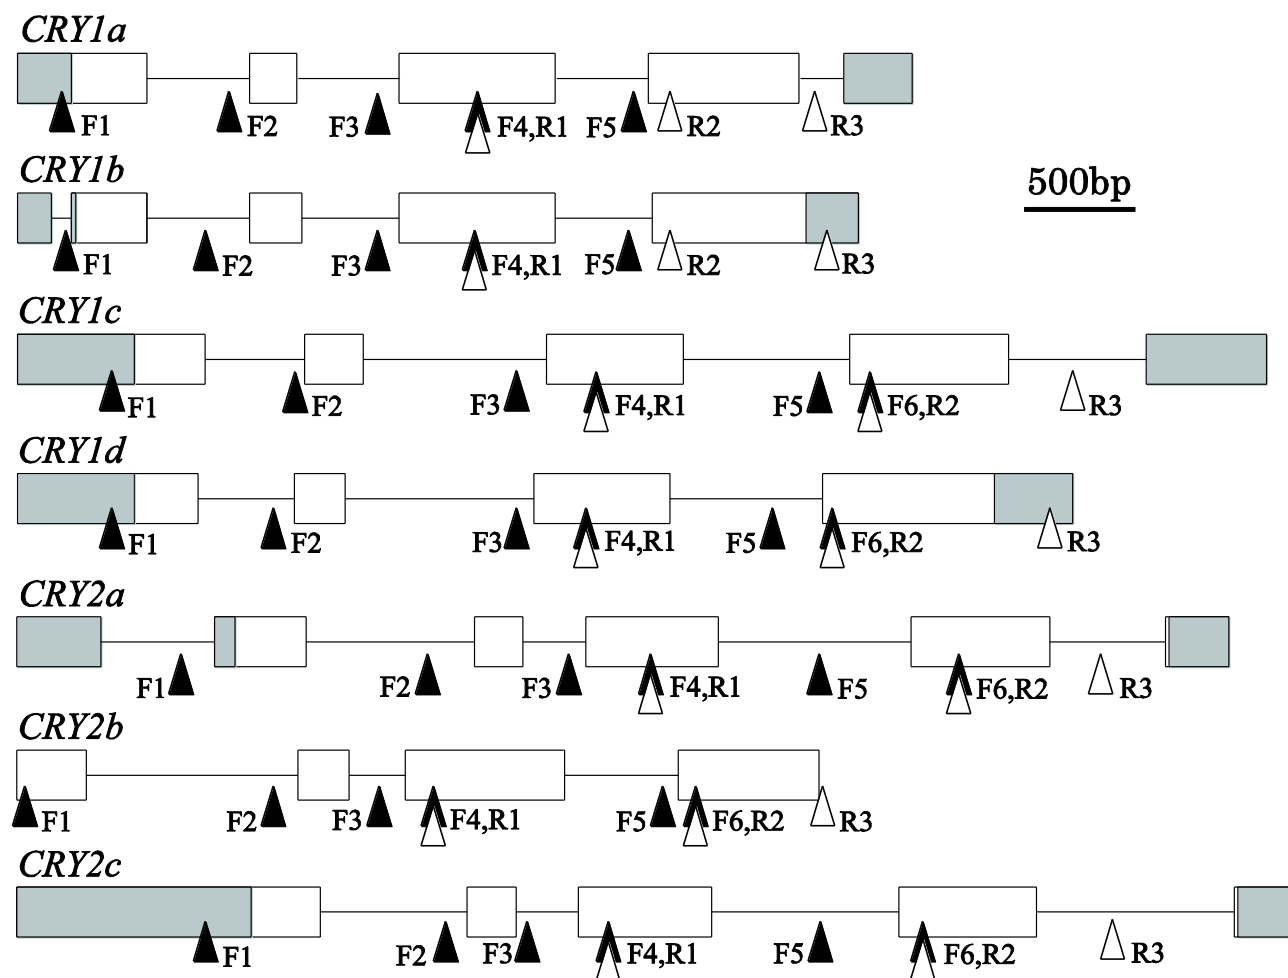 CRY1a
F1 F2 F3 F4,R1 F5 R2 R3
CRY1b
500bp
F1 F2 F3 F4,R1 F5 R2 R3
CRY1c
F1 F2 F3 F4,R1 F5 F6,R2 R3
CRY1d
F1 F2 F3 F4,R1 F5 F6,R2 R3
CRY2a
F1 F2 F3 F4,R1 F5 F6,R2 R3
CRY2b
F1 F2 F3 F4,R1 F5 F6,R2 R3
CRY2c
F1 F2 F3 F4,R1 F5 F6,R2 R3